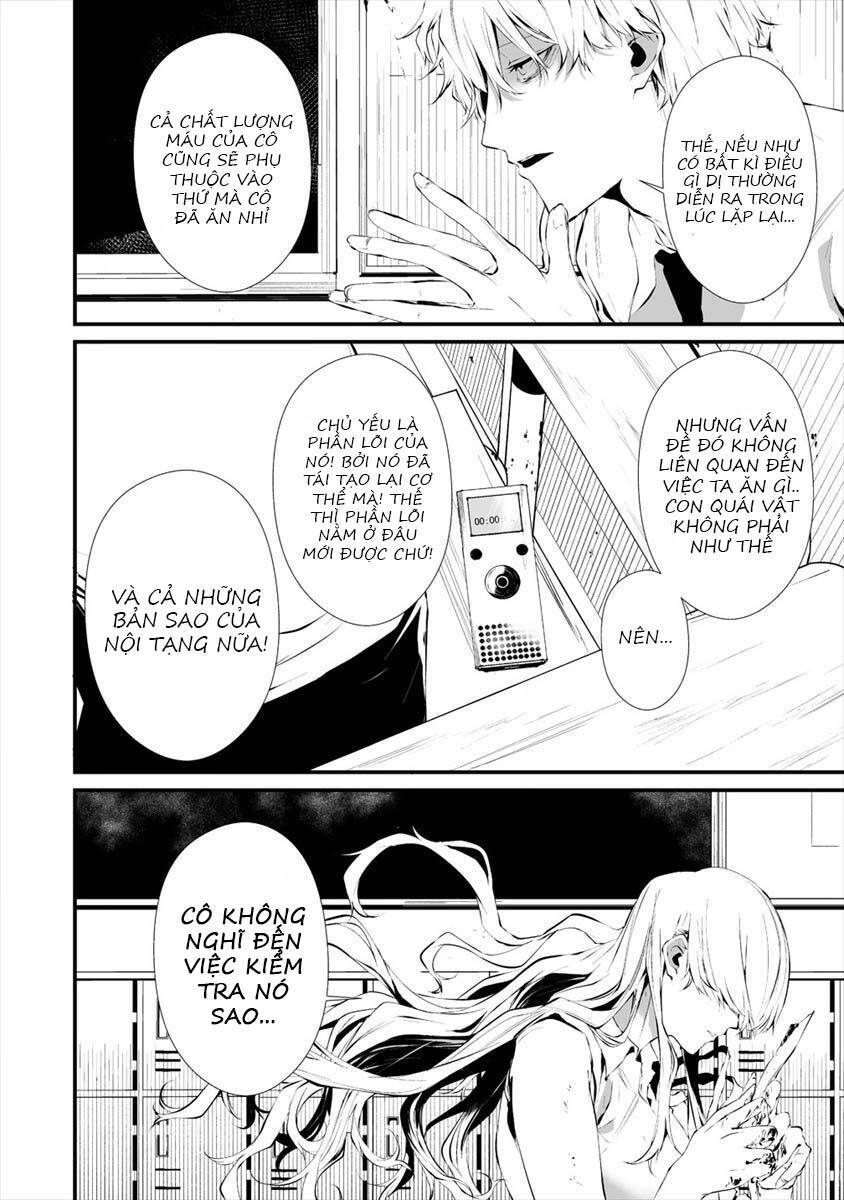 THẾ, NẾU NHƯ
CÓ BẤT KÌ ĐIỀU
GÌ DỊ THƯỜNG
DIỄN RA TRONG
LÚC LẶP LẠI...
CẢ CHẤT LƯỢNG
MÁU CỦA CÔ
CŨNG SẼ PHỤ
THUỘC VÀO
THỨ MÀ CÔ
ĐÃ ĂN NHỈ
NHƯNG VẤN
ĐỀ ĐÓ KHÔNG
LIÊN QUAN ĐẾN
VIỆC TA ĂN GÌ..
CON QUÁI VẬT
KHÔNG PHẢI
NHƯ THẾ
NÊN...
CHỦ YẾU LÀ
PHẦN LÕI CỦA
NÓ! BỞI NÓ ĐÃ
TÁI TẠO LẠI CƠ
THỂ MÀ! THẾ
THÌ PHẦN LÕI
NẰM Ở ĐÂU
MỚI ĐƯỢC CHỨ!
00:00
VÀ CẢ NHỮNG
BẢN SAO CỦA
NỘI TẠNG NỮA!
CÔ KHÔNG
NGHĨ ĐẾN
VIỆC KIỂM
TRA NÓ
SAO...